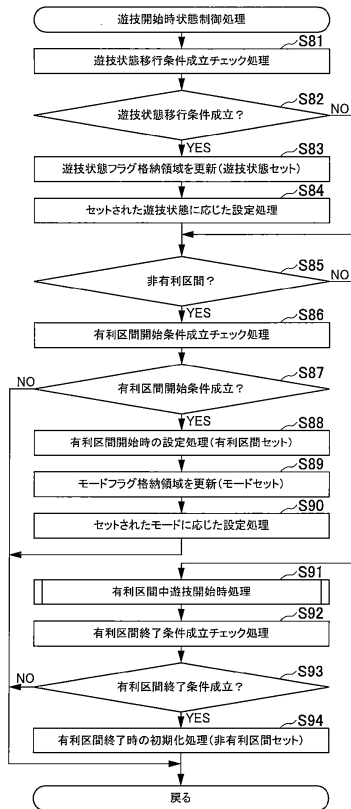 遊技開始時状態制御処理
S81
遊技状態移行条件成立チェック処理
S82
遊技状態移行条件成立?
NO
YES
S83
遊技状態フラグ格納領域を更新(遊技状態セット)
S84
セットされた遊技状態に応じた設定処理
S85
非有利区間?
NO
YES
S86
有利区間開始条件成立チェック処理
S87
NO
有利区間開始条件成立?
YES
S88
有利区間開始時の設定処理(有利区間セット)
S89
モードフラグ格納領域を更新(モードセット)
S90
セットされたモードに応じた設定処理
S91
有利区間中遊技開始時処理
S92
有利区間終了条件成立チェック処理
S93
NO
有利区間終了条件成立?
YES
S94
有利区間終了時の初期化処理(非有利区間セット)
戻る